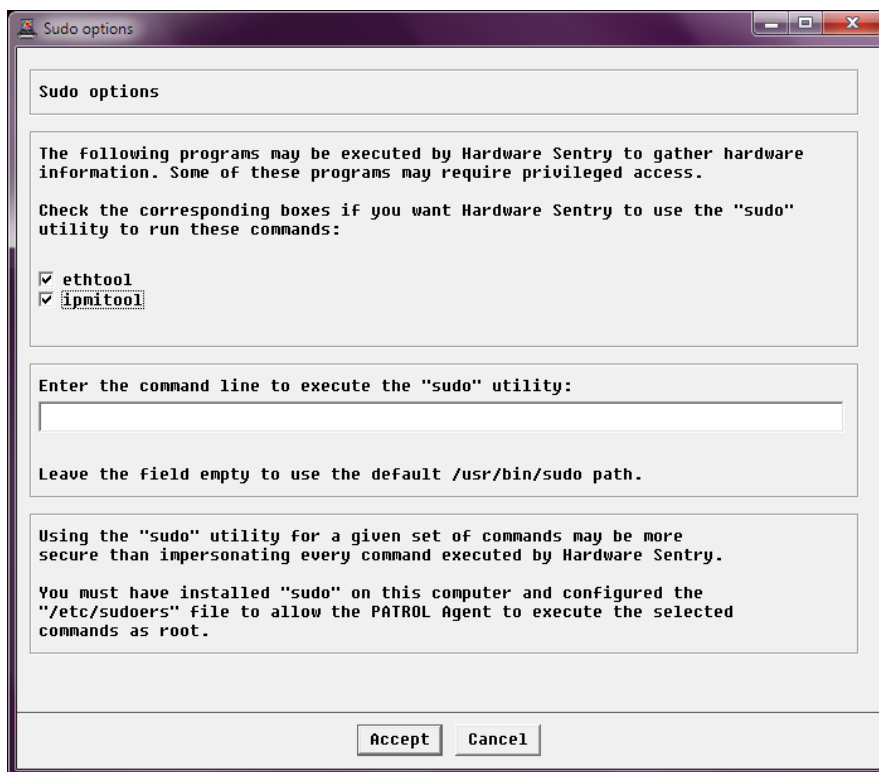 Sudo options
Sudo options
The following programs may be executed by Hardware Sentry to gather hardware
information. Some of these programs may require privileged access.
Check the corresponding boxes if you want Hardware Sentry to use the "sudo"
utility to run these commands:
ethtool
ipmitool
Enter the command line to execute the "sudo" utility:
Leave the field empty to use the default /usr/bin/sudo path.
Using the "sudo" utility for a given set of commands may be more
secure than impersonating every command executed by Hardware Sentry.
You must have installed "sudo" on this computer and configured the
"/etc/sudoers" file to allow the PATROL Agent to execute the selected
commands as root.
Accept Cancel